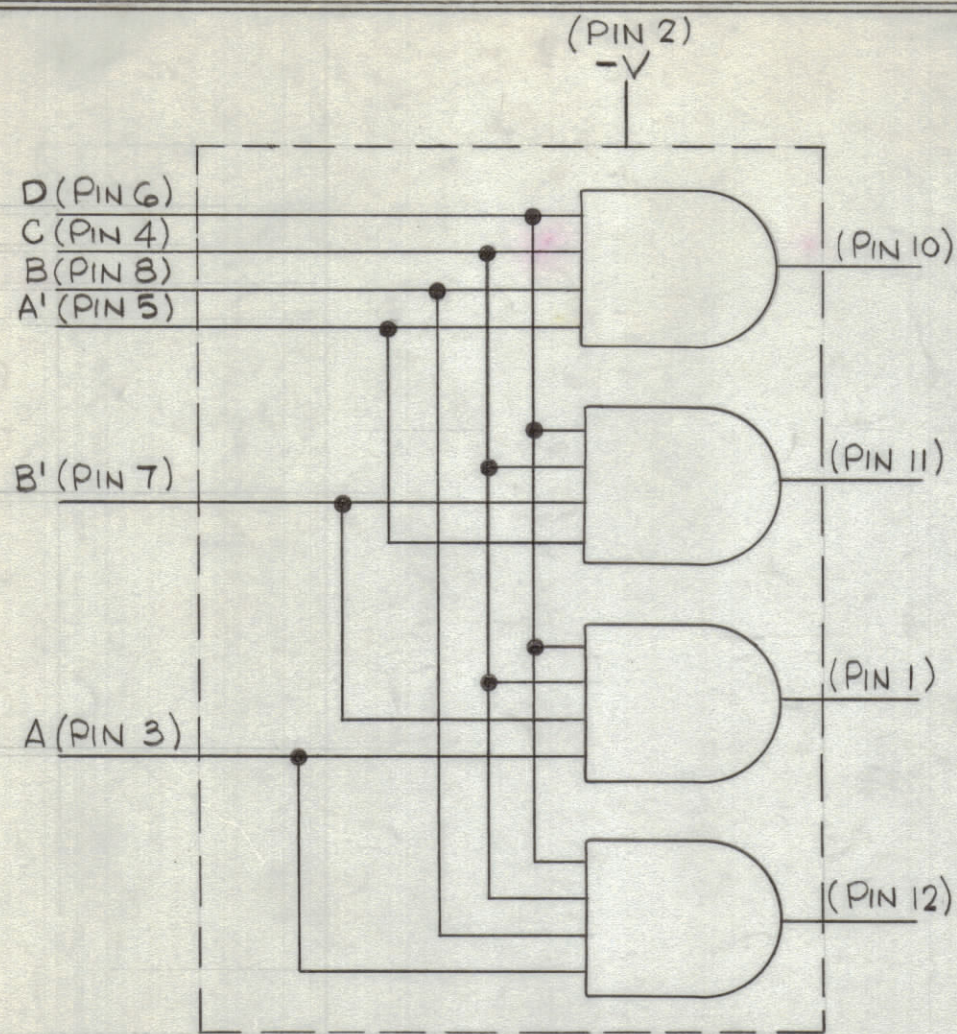 (PIN 2)
-V
D (PIN 6)
C (PIN 4)
(PIN 10)
B (PIN 8)
A' (PIN 5)
(PIN 11)
B' (PIN 7)
(PIN 1)
A (PIN 3)
(PIN 12)